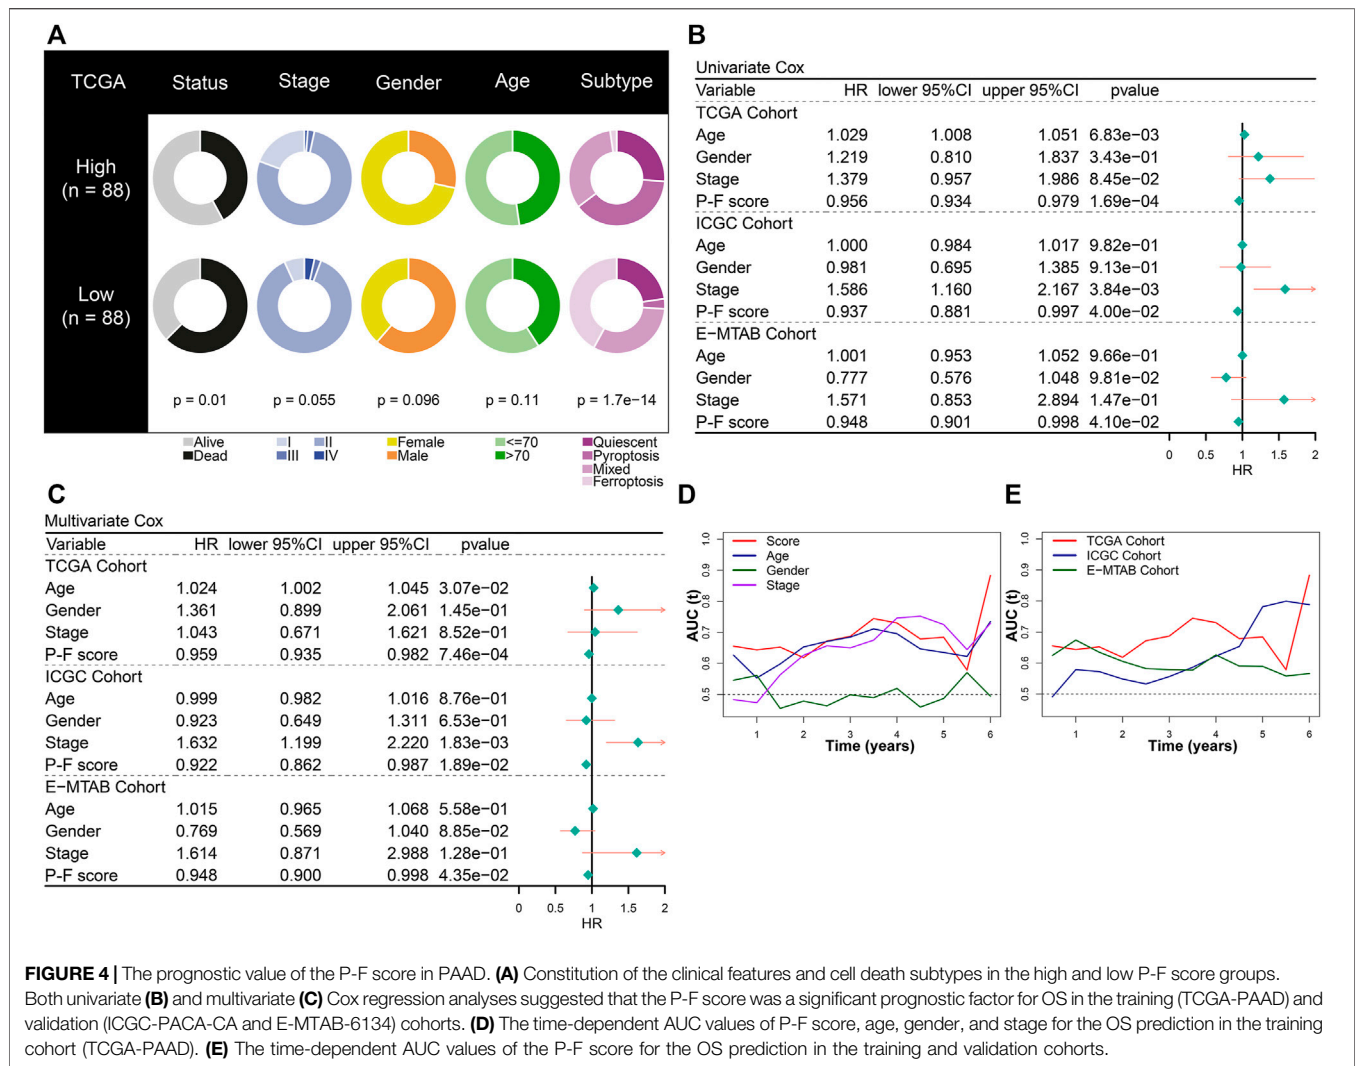 A
TCGA Status Stage Gender Age Subtype
High
(n = 88)
Low
(n = 88)
p = 0.01 p = 0.055 p = 0.096 p = 0.11 p = 1.7e−14
Alive I II Female <=70 Quiescent
Dead III IV Male >70 Pyroptosis
Mixed
Ferroptosis
B
Univariate Cox
Variable HR lower 95%CI upper 95%CI pvalue
TCGA Cohort
Age 1.029 1.008 1.051 6.83e−03
Gender 1.219 0.810 1.837 3.43e−01
Stage 1.379 0.957 1.986 8.45e−02
P−F score 0.956 0.934 0.979 1.69e−04
ICGC Cohort
Age 1.000 0.984 1.017 9.82e−01
Gender 0.981 0.695 1.385 9.13e−01
Stage 1.586 1.160 2.167 3.84e−03
P−F score 0.937 0.881 0.997 4.00e−02
E−MTAB Cohort
Age 1.001 0.953 1.052 9.66e−01
Gender 0.777 0.576 1.048 9.81e−02
Stage 1.571 0.853 2.894 1.47e−01
P−F score 0.948 0.901 0.998 4.10e−02
0 0.5 1 1.5 2
HR
C
Multivariate Cox
Variable HR lower 95%CI upper 95%CI pvalue
TCGA Cohort
Age 1.024 1.002 1.045 3.07e−02
Gender 1.361 0.899 2.061 1.45e−01
Stage 1.043 0.671 1.621 8.52e−01
P−F score 0.959 0.935 0.982 7.46e−04
ICGC Cohort
Age 0.999 0.982 1.016 8.76e−01
Gender 0.923 0.649 1.311 6.53e−01
Stage 1.632 1.199 2.220 1.83e−03
P−F score 0.922 0.862 0.987 1.89e−02
E−MTAB Cohort
Age 1.015 0.965 1.068 5.58e−01
Gender 0.769 0.569 1.040 8.85e−02
Stage 1.614 0.871 2.988 1.28e−01
P−F score 0.948 0.900 0.998 4.35e−02
0 0.5 1 1.5 2
HR
D
Score
Age
Gender
Stage
AUC (t)
1.0
0.9
0.8
0.7
0.6
0.5
1 2 3 4 5 6
Time (years)
E
TCGA Cohort
ICGC Cohort
E−MTAB Cohort
AUC (t)
1.0
0.9
0.8
0.7
0.6
0.5
1 2 3 4 5 6
Time (years)
FIGURE 4 | The prognostic value of the P-F score in PAAD. (A) Constitution of the clinical features and cell death subtypes in the high and low P-F score groups.
Both univariate (B) and multivariate (C) Cox regression analyses suggested that the P-F score was a significant prognostic factor for OS in the training (TCGA-PAAD) and
validation (ICGC-PACA-CA and E-MTAB-6134) cohorts. (D) The time-dependent AUC values of P-F score, age, gender, and stage for the OS prediction in the training
cohort (TCGA-PAAD). (E) The time-dependent AUC values of the P-F score for the OS prediction in the training and validation cohorts.